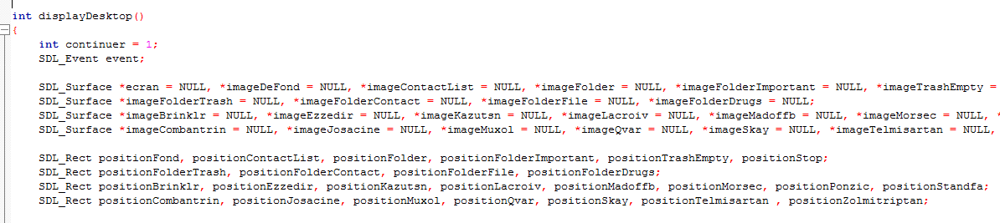 int displayDesktop()
{
    int continuer = 1;
    SDL_Event event;
    SDL_Surface *ecran = NULL, *imageDeFond = NULL, *imageContactList = NULL, *imageFolder = NULL, *imageFolderImportant = NULL, *imageTrashEmpty =
    SDL_Surface *imageFolderTrash = NULL, *imageFolderContact = NULL, *imageFolderFile = NULL, *imageFolderDrugs = NULL;
    SDL_Surface *imageBrinklr = NULL, *imageEzzedir = NULL, *imageKazutsn = NULL, *imageLacroiv = NULL, *imageMadoffb = NULL, *imageMorsec = NULL, *
    SDL_Surface *imageCombantrin = NULL, *imageJosacine = NULL, *imageMuxol = NULL, *imageQvar = NULL, *imageSkay = NULL, *imageTelmisartan = NULL,
    SDL_Rect positionFond, positionContactList, positionFolder, positionFolderImportant, positionTrashEmpty, positionStop;
    SDL_Rect positionFolderTrash, positionFolderContact, positionFolderFile, positionFolderDrugs;
    SDL_Rect positionBrinklr, positionEzzedir, positionKazutsn, positionLacroiv, positionMadoffb, positionMorsec, positionPonzic, positionStandfa;
    SDL_Rect positionCombantrin, positionJosacine, positionMuxol, positionQvar, positionSkay, positionTelmisartan , positionZolmitriptan;